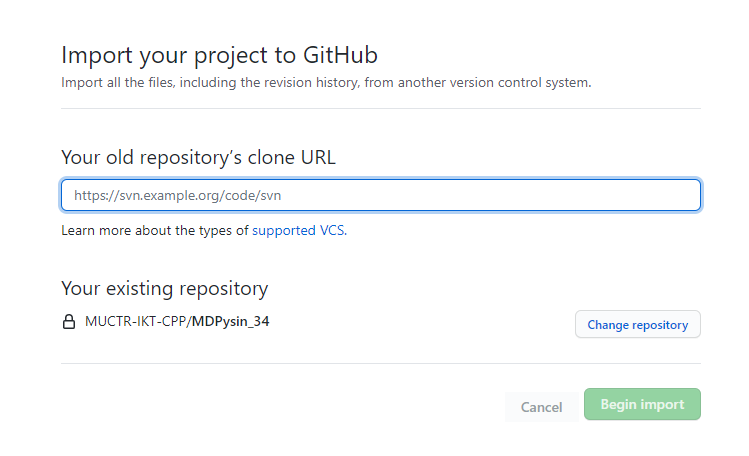 Import your project to GitHub
Import all the files, including the revision history, from another version control system.
Your old repository's clone URL
https://svn.example.org/code/svn
Learn more about the types of supported VCS.
Your existing repository
MUCTR-IKT-CPP/MDPysin_34
Change repository
Cancel
Begin import